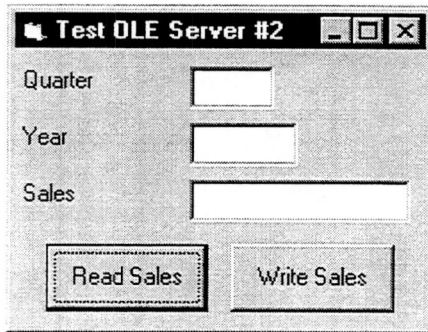 Test OLE Server #2
Quarter
Year
Sales
Read Sales Write Sales